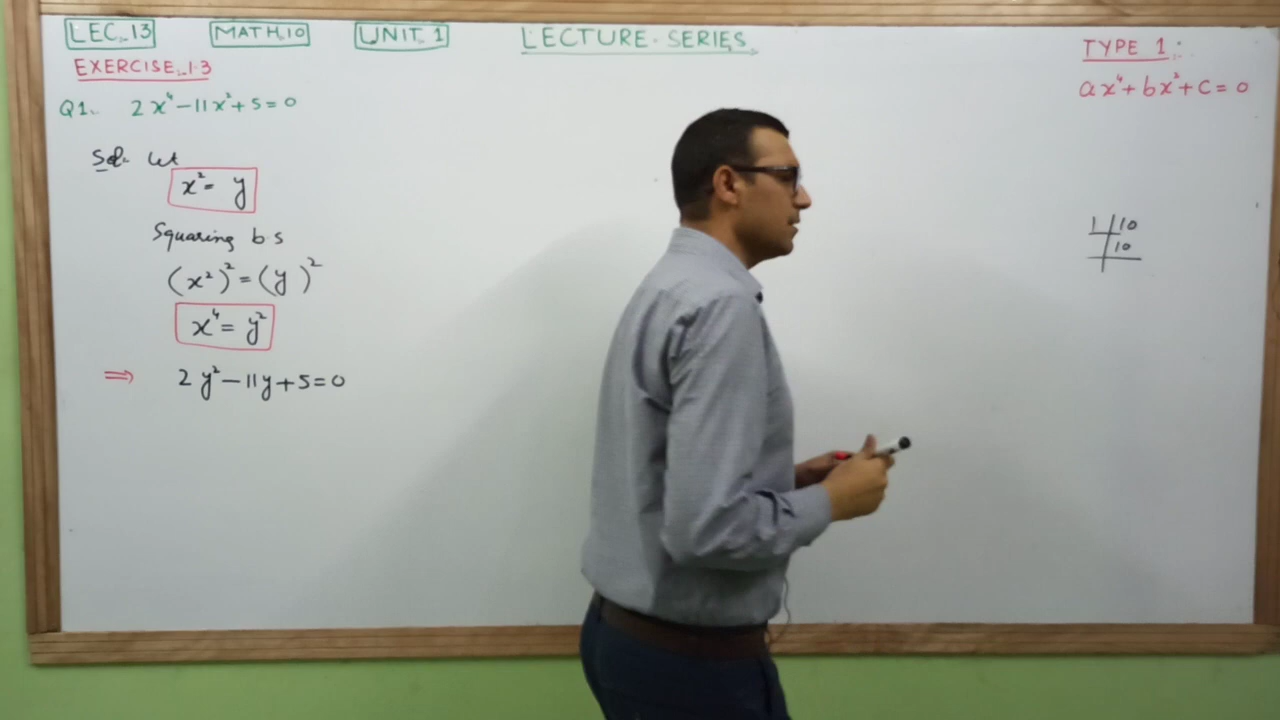 LEC. 13 MATH 10 UNIT. 1 LECTURE. SERIES
EXERCISE. 1.3
Q1. 2x⁴-11x²+5=0
Sol. let
x² = y
Squaring b.s
(x²)² = (y)²
x⁴ = y²
⇒ 2y²-11y+5=0
TYPE 1:-
ax⁴+bx²+c=0
1 10
10